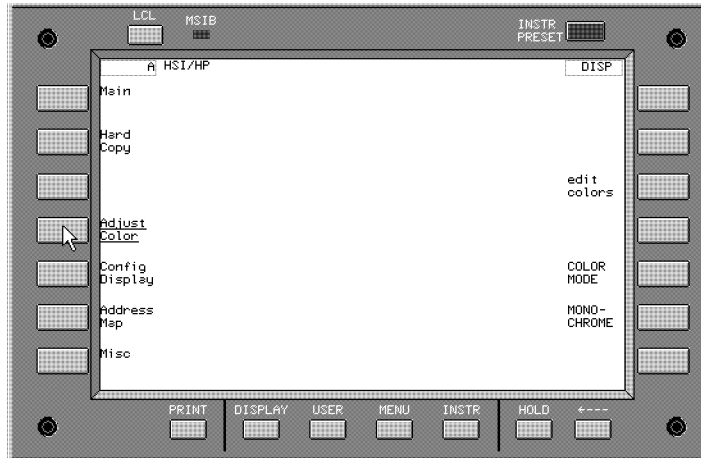 LCL
MSIB
INSTR
PRESET
A HSI/HP
DISP
Main
Hard
Copy
edit
colors
Adjust
Color
Config
Display
COLOR
MODE
Address
Map
MONO-
CHROME
Misc
PRINT DISPLAY USER MENU INSTR HOLD ←---